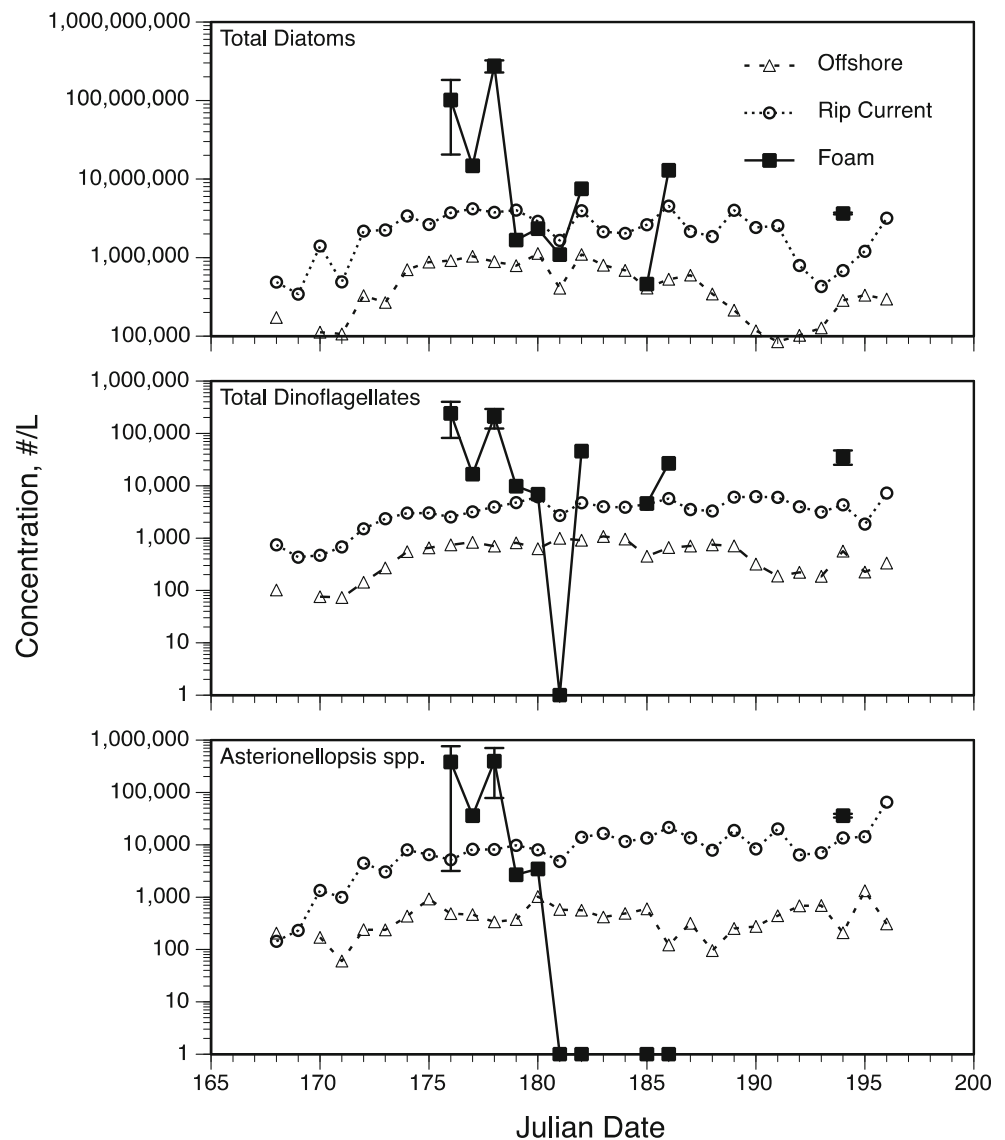 1,000,000,000
100,000,000
10,000,000
1,000,000
100,000
Total Diatoms
Offshore
Rip Current
Foam
Concentration, #/L
1,000,000
100,000
10,000
1,000
100
10
1
Total Dinoflagellates
1,000,000
100,000
10,000
1,000
100
10
1
Asterionellopsis spp.
165 170 175 180 185 190 195 200
Julian Date